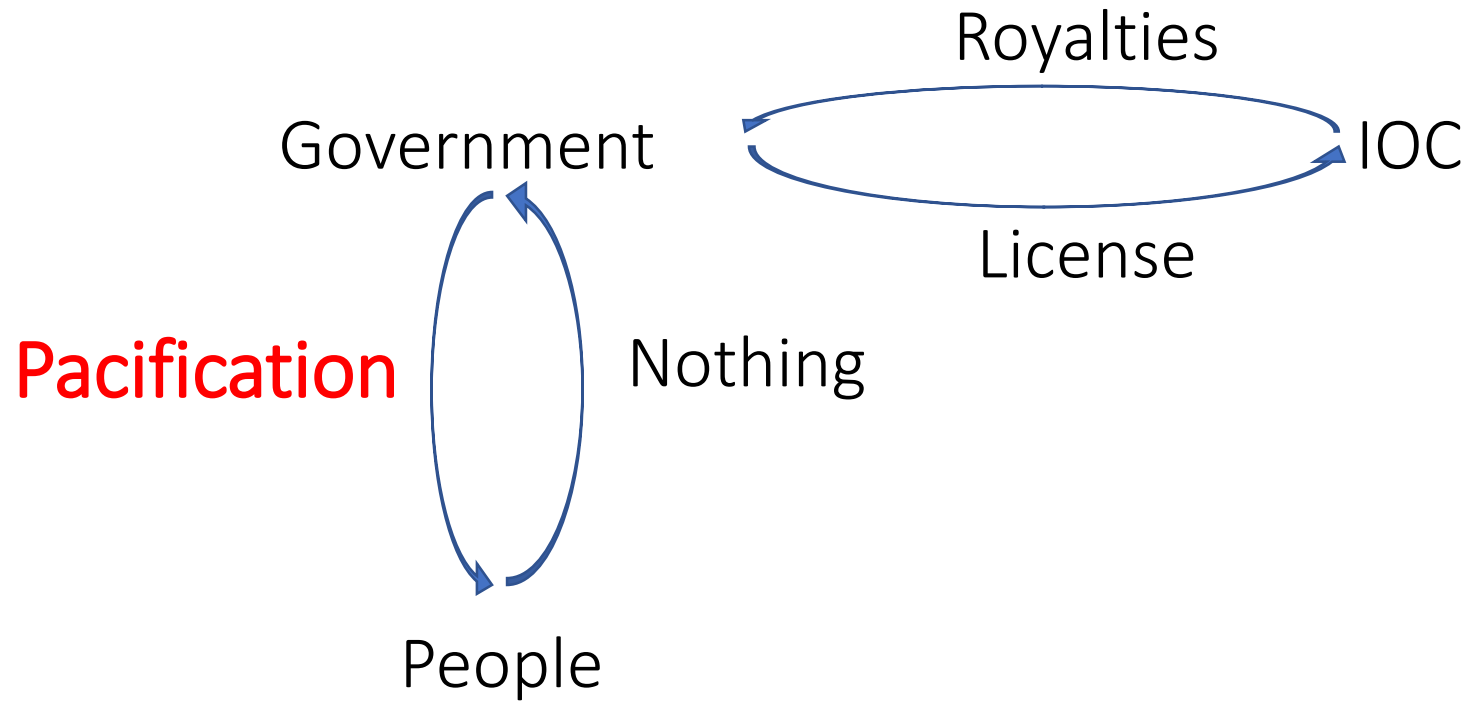 Royalties
Government
IOC
License
Pacification
Nothing
People